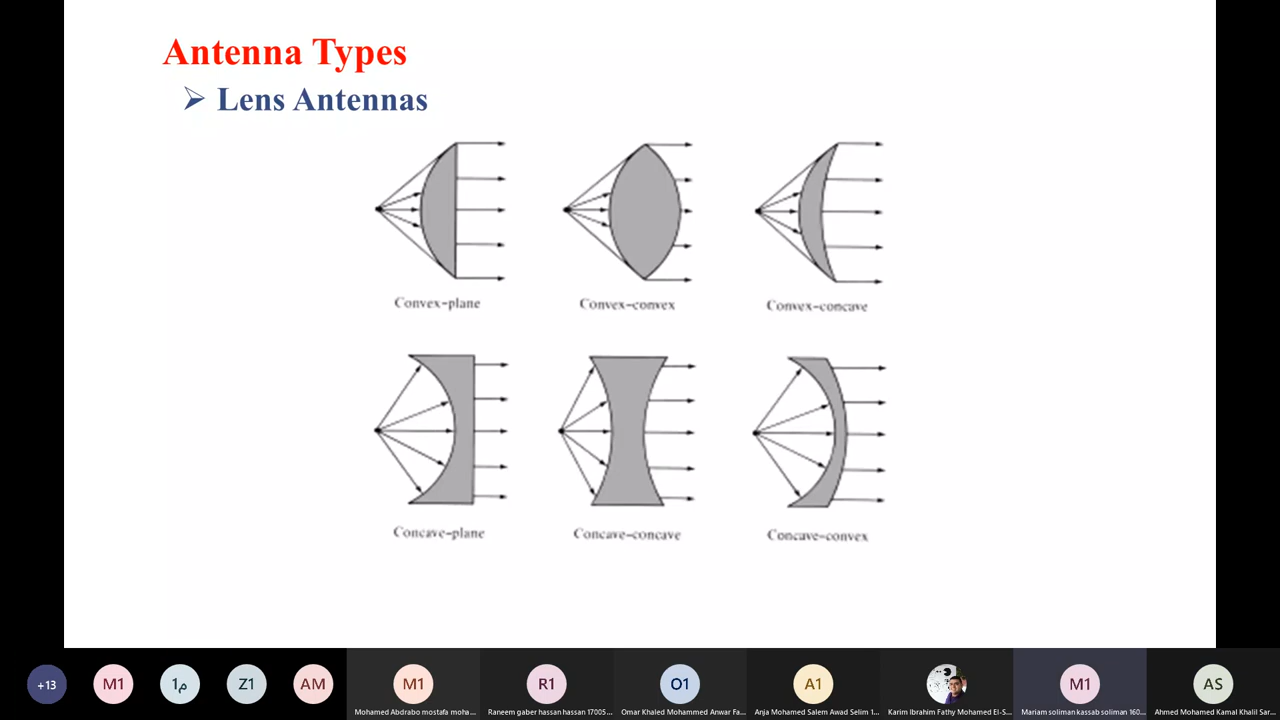 Antenna Types
➢ Lens Antennas
Convex-plane
Convex-convex
Convex-concave
Concave-plane
Concave-concave
Concave-convex
+13
M1
1م
Z1
AM
M1
R1
O1
A1
M1
AS
Mohamed Abdrabo mostafa moha...
Raneem gaber hassan hassan 17005...
Omar Khaled Mohammed Anwar Fa...
Anja Mohamed Salem Awad Selim 1...
Karim Ibrahim Fathy Mohamed El-S...
Mariam soliman kassab soliman 160...
Ahmed Mohamed Kamal Khalil Sar...